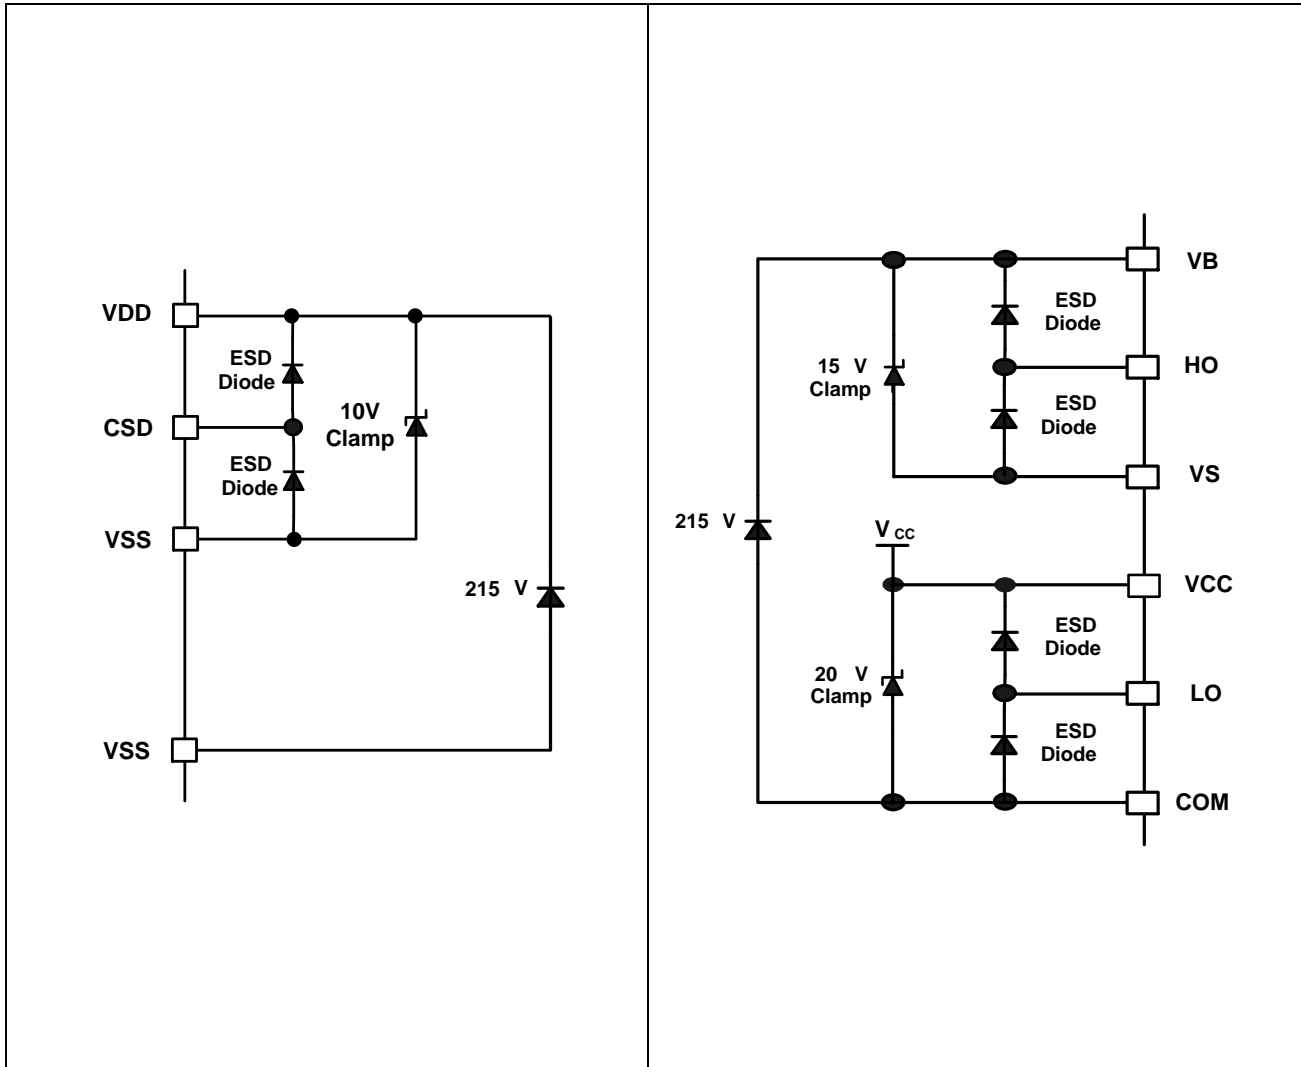 VDD
ESD
Diode
CSD
10V
Clamp
ESD
Diode
VSS
215 V
VSS
VB
ESD
Diode
15 V
Clamp
HO
ESD
Diode
VS
215 V
VCC
VCC
ESD
Diode
20 V
Clamp
LO
ESD
Diode
COM